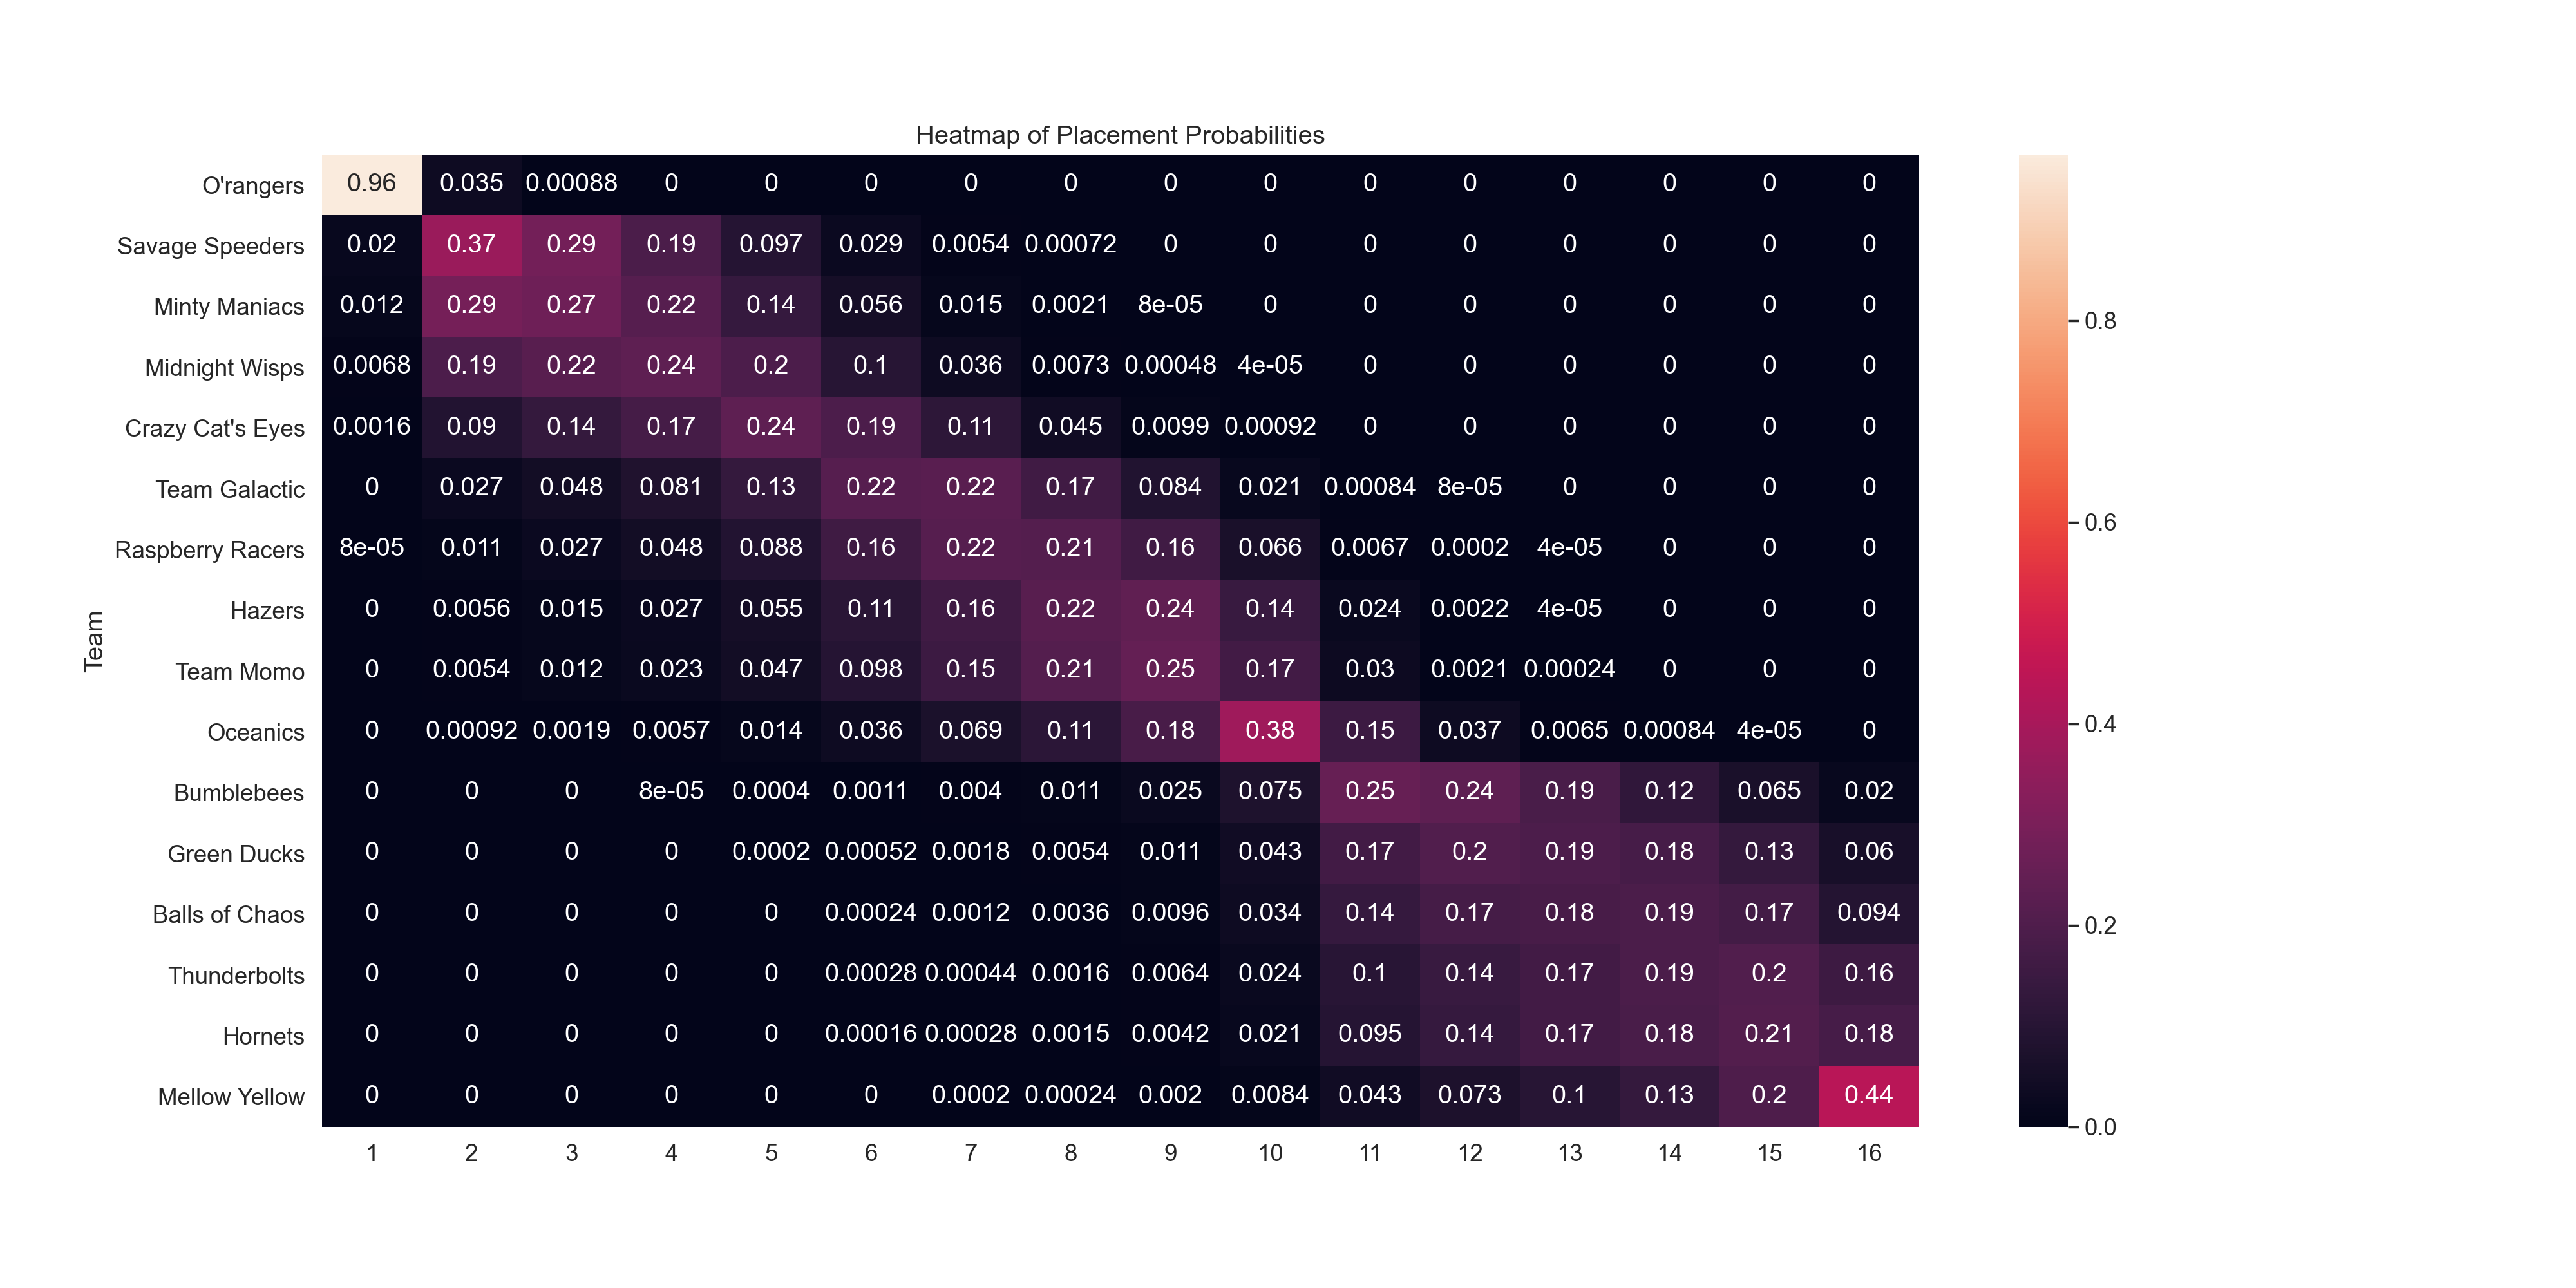 Heatmap of Placement Probabilities
O'rangers 0.96 0.035 0.00088 0 0 0 0 0 0 0 0 0 0 0 0 0
Savage Speeders 0.02 0.37 0.29 0.19 0.097 0.029 0.0054 0.00072 0 0 0 0 0 0 0 0
Minty Maniacs 0.012 0.29 0.27 0.22 0.14 0.056 0.015 0.0021 8e-05 0 0 0 0 0 0 0
Midnight Wisps 0.0068 0.19 0.22 0.24 0.2 0.1 0.036 0.0073 0.00048 4e-05 0 0 0 0 0 0
Crazy Cat's Eyes 0.0016 0.09 0.14 0.17 0.24 0.19 0.11 0.045 0.0099 0.00092 0 0 0 0 0 0
Team Galactic 0 0.027 0.048 0.081 0.13 0.22 0.22 0.17 0.084 0.021 0.00084 8e-05 0 0 0 0
Raspberry Racers 8e-05 0.011 0.027 0.048 0.088 0.16 0.22 0.21 0.16 0.066 0.0067 0.0002 4e-05 0 0 0
Hazers 0 0.0056 0.015 0.027 0.055 0.11 0.16 0.22 0.24 0.14 0.024 0.0022 4e-05 0 0 0
Team Momo 0 0.0054 0.012 0.023 0.047 0.098 0.15 0.21 0.25 0.17 0.03 0.0021 0.00024 0 0 0
Oceanics 0 0.00092 0.0019 0.0057 0.014 0.036 0.069 0.11 0.18 0.38 0.15 0.037 0.0065 0.00084 4e-05 0
Bumblebees 0 0 0 8e-05 0.0004 0.0011 0.004 0.011 0.025 0.075 0.25 0.24 0.19 0.12 0.065 0.02
Green Ducks 0 0 0 0 0.0002 0.00052 0.0018 0.0054 0.011 0.043 0.17 0.2 0.19 0.18 0.13 0.06
Balls of Chaos 0 0 0 0 0 0.00024 0.0012 0.0036 0.0096 0.034 0.14 0.17 0.18 0.19 0.17 0.094
Thunderbolts 0 0 0 0 0 0.00028 0.00044 0.0016 0.0064 0.024 0.1 0.14 0.17 0.19 0.2 0.16
Hornets 0 0 0 0 0 0.00016 0.00028 0.0015 0.0042 0.021 0.095 0.14 0.17 0.18 0.21 0.18
Mellow Yellow 0 0 0 0 0 0 0.0002 0.00024 0.002 0.0084 0.043 0.073 0.1 0.13 0.2 0.44
1 2 3 4 5 6 7 8 9 10 11 12 13 14 15 16
Team
0.8
0.6
0.4
0.2
0.0